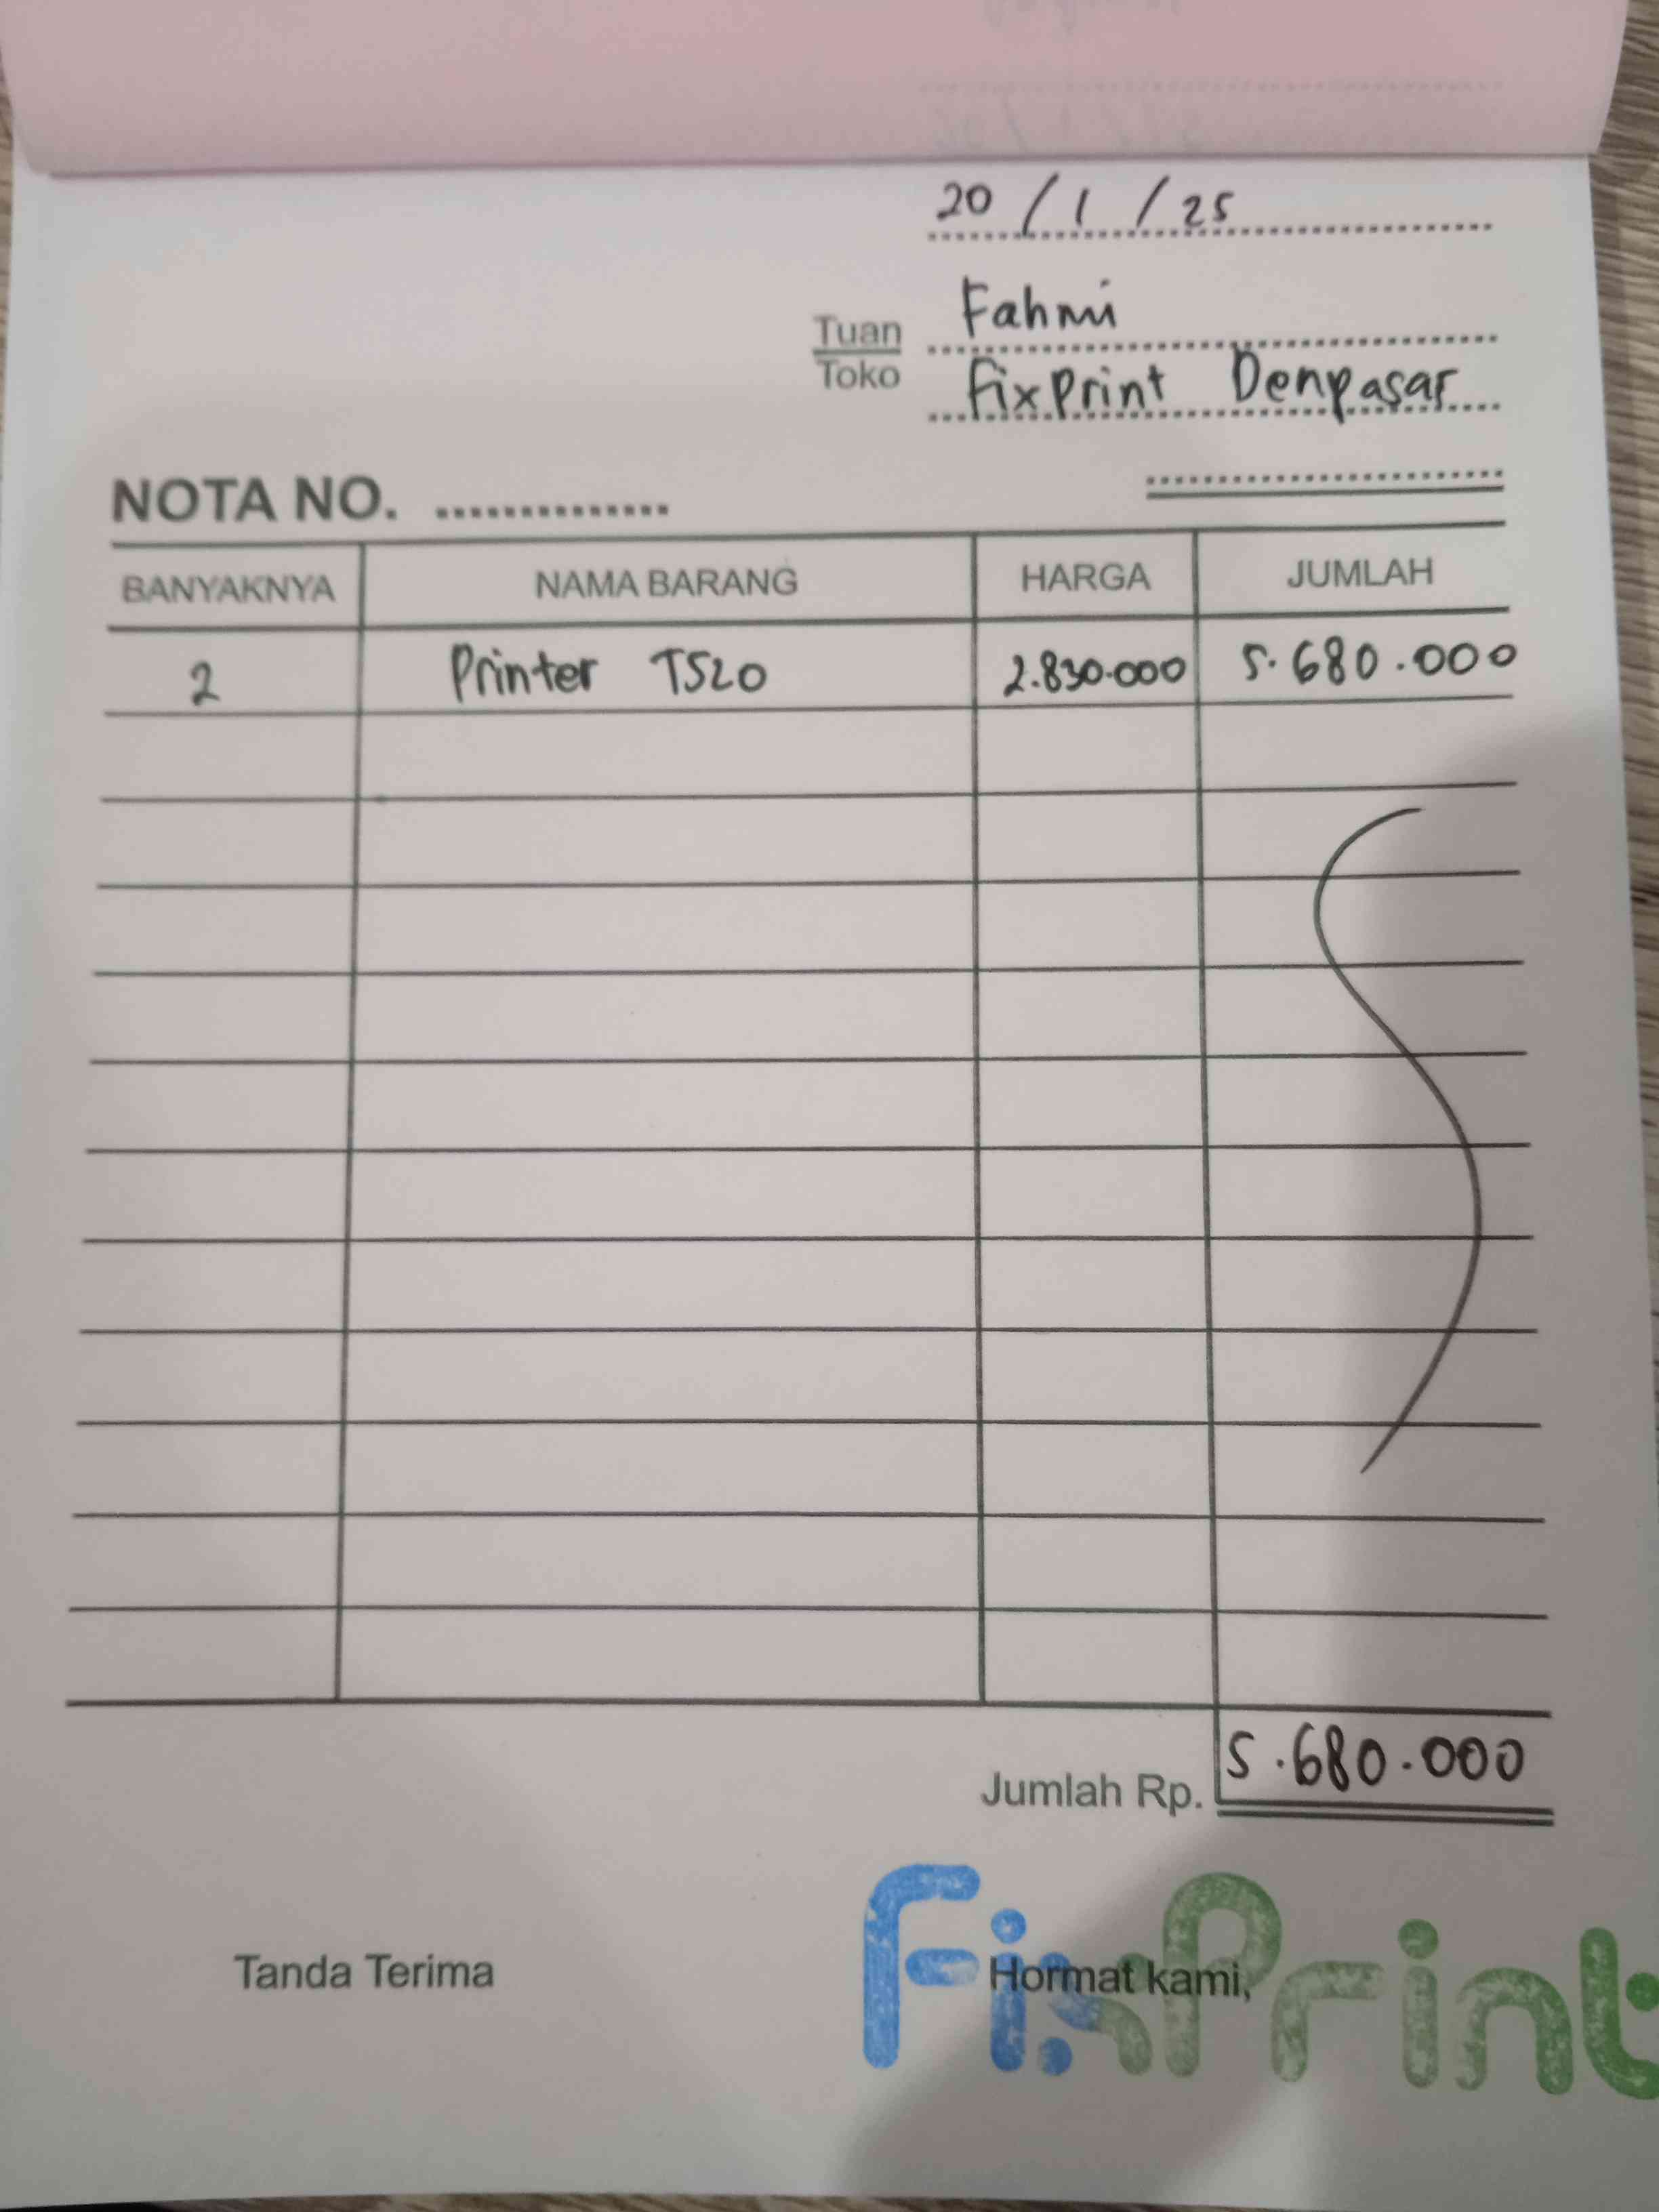 20 / 1 / 25
Tuan Fahmi
Toko FixPrint Denpasar
NOTA NO. ..............
BANYAKNYA NAMA BARANG HARGA JUMLAH
2 Printer T520 2.830.000 5.680.000
Jumlah Rp. 5.680.000
Tanda Terima Hormat kami,
FixPrint